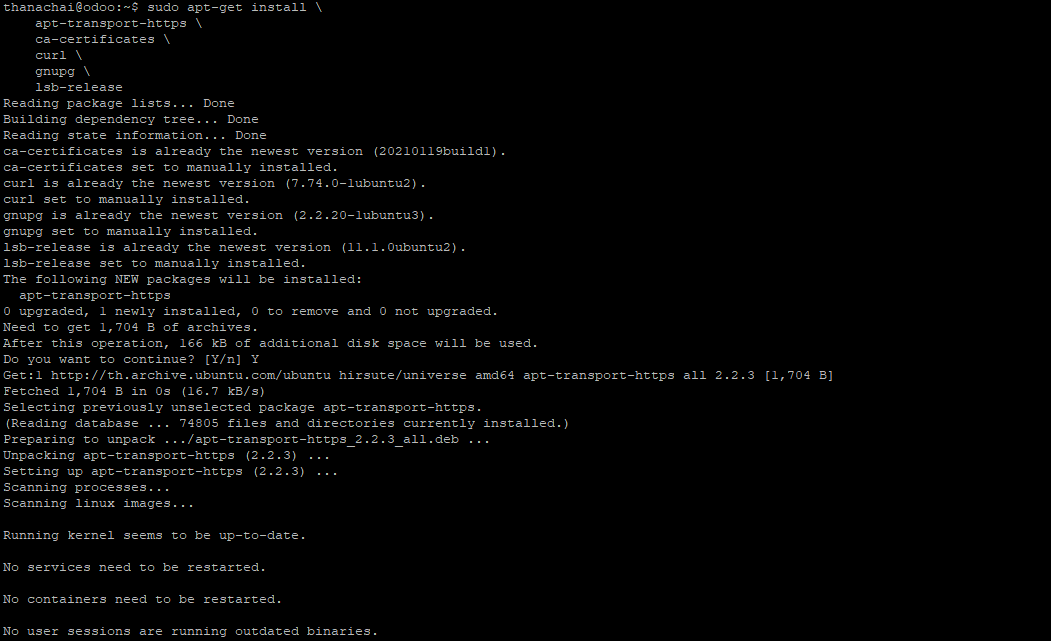 thanachai@odoo:~$ sudo apt-get install \
    apt-transport-https \
    ca-certificates \
    curl \
    gnupg \
    lsb-release
Reading package lists... Done
Building dependency tree... Done
Reading state information... Done
ca-certificates is already the newest version (20210119build1).
ca-certificates set to manually installed.
curl is already the newest version (7.74.0-1ubuntu2).
curl set to manually installed.
gnupg is already the newest version (2.2.20-1ubuntu3).
gnupg set to manually installed.
lsb-release is already the newest version (11.1.0ubuntu2).
lsb-release set to manually installed.
The following NEW packages will be installed:
  apt-transport-https
0 upgraded, 1 newly installed, 0 to remove and 0 not upgraded.
Need to get 1,704 B of archives.
After this operation, 166 kB of additional disk space will be used.
Do you want to continue? [Y/n] Y
Get:1 http://th.archive.ubuntu.com/ubuntu hirsute/universe amd64 apt-transport-https all 2.2.3 [1,704 B]
Fetched 1,704 B in 0s (16.7 kB/s)
Selecting previously unselected package apt-transport-https.
(Reading database ... 74805 files and directories currently installed.)
Preparing to unpack .../apt-transport-https_2.2.3_all.deb ...
Unpacking apt-transport-https (2.2.3) ...
Setting up apt-transport-https (2.2.3) ...
Scanning processes...
Scanning linux images...
Running kernel seems to be up-to-date.
No services need to be restarted.
No containers need to be restarted.
No user sessions are running outdated binaries.